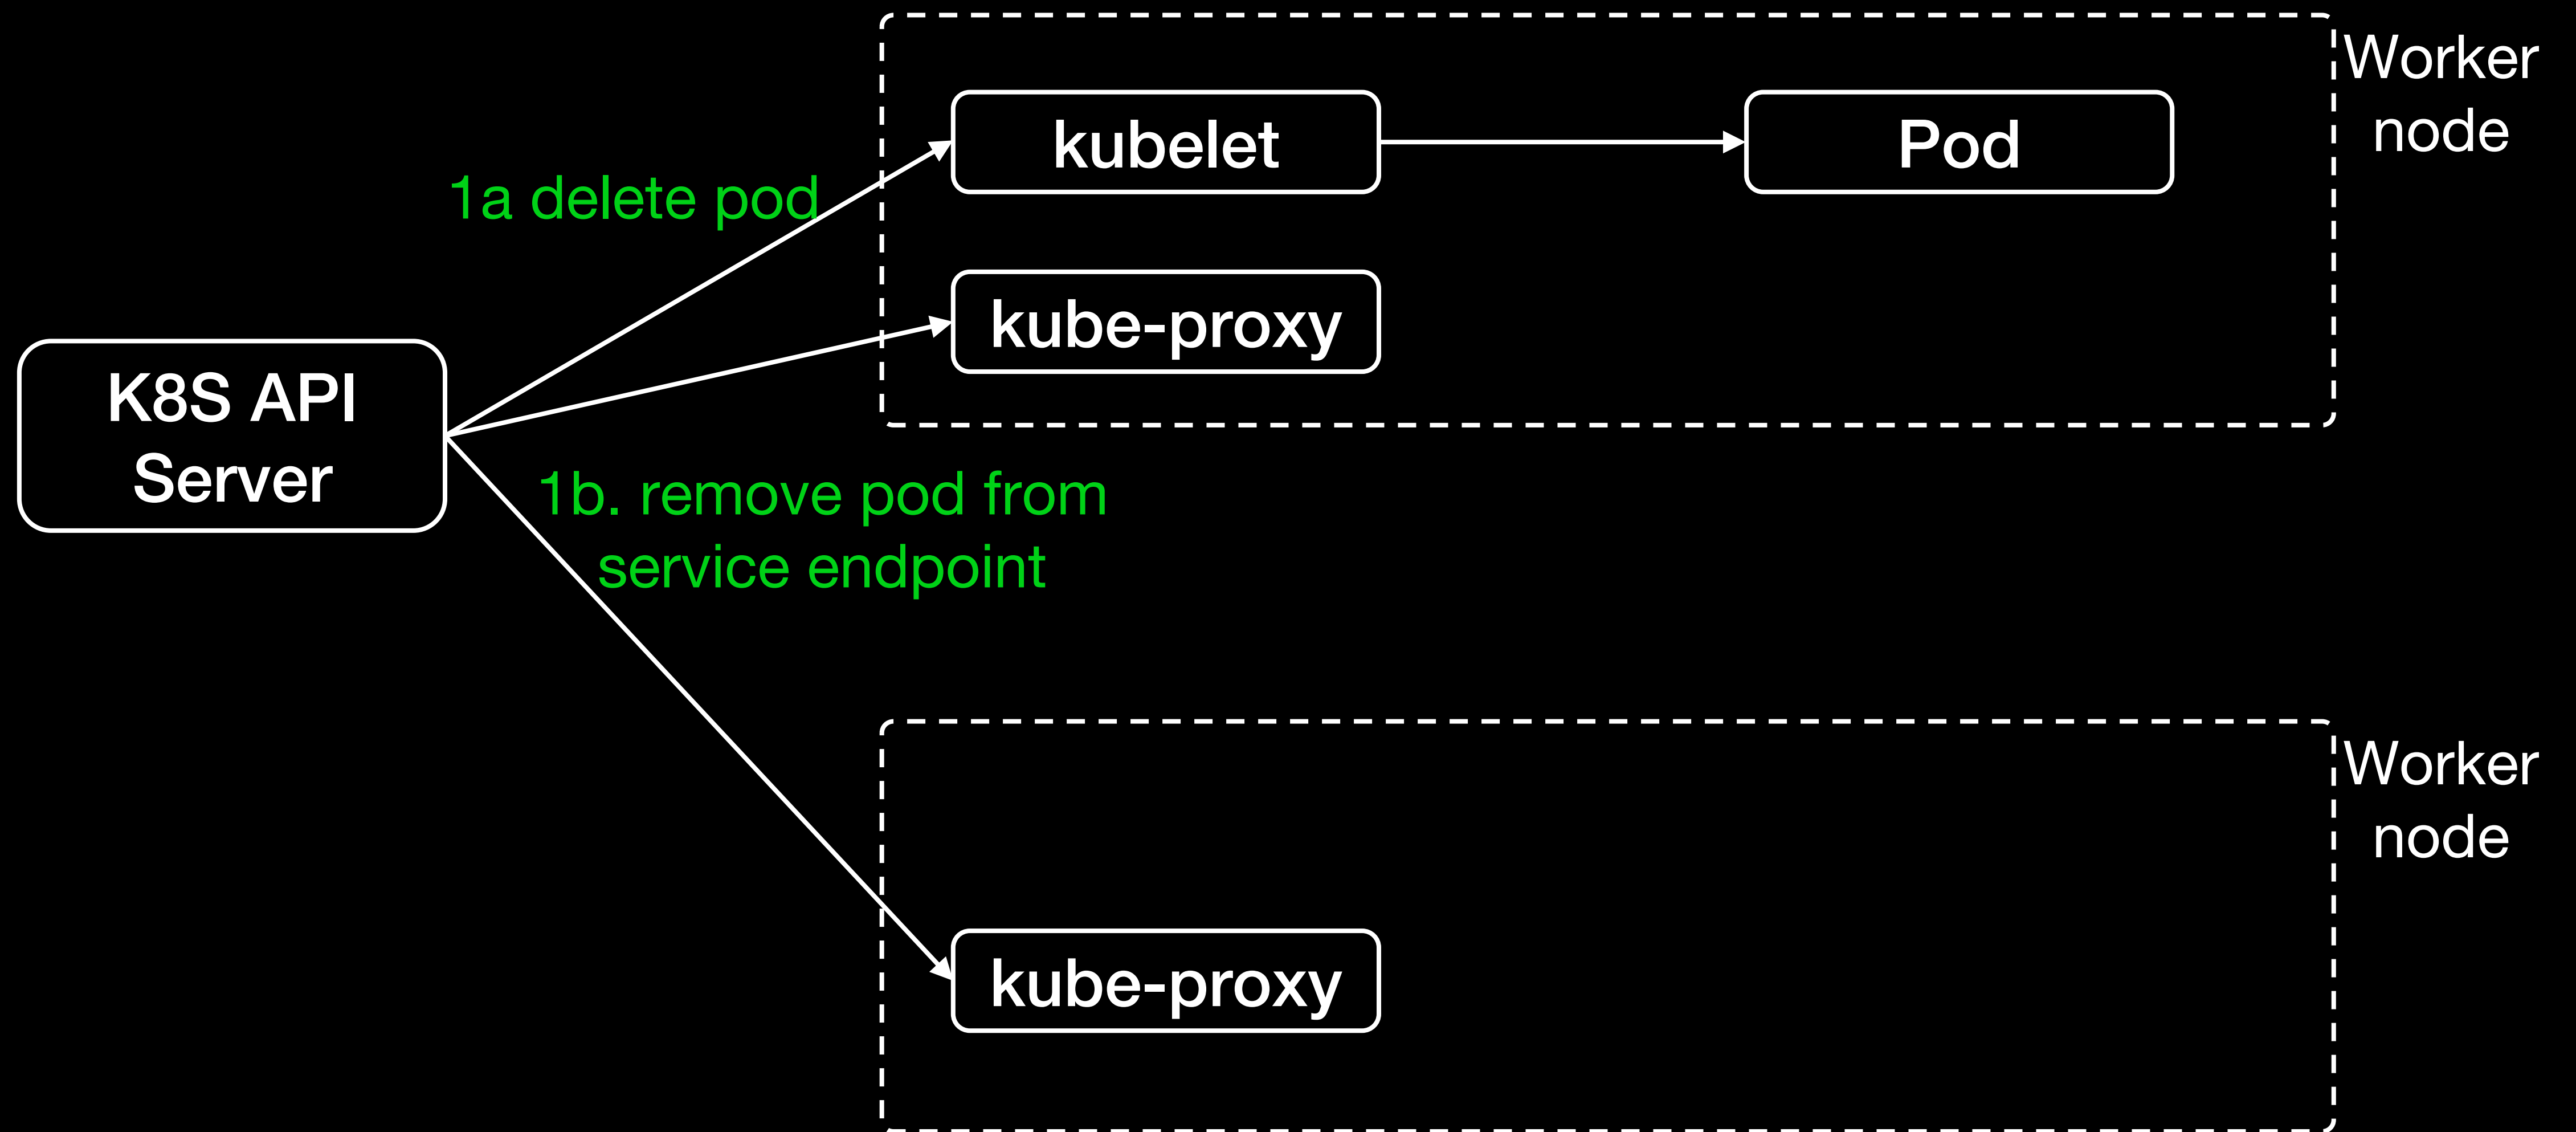 Worker
node
kubelet
Pod
1a delete pod
kube-proxy
K8S API
Server
1b. remove pod from
service endpoint
Worker
node
kube-proxy